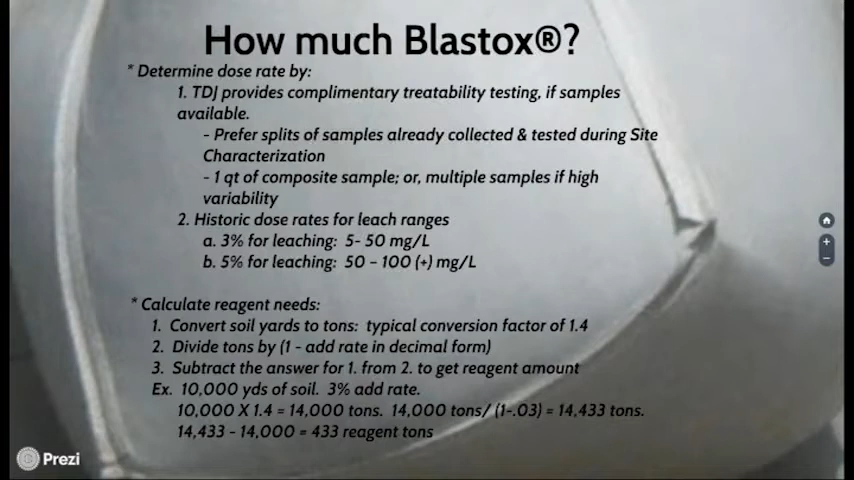 How much Blastox®?
* Determine dose rate by:
1. TDJ provides complimentary treatability testing, if samples
available.
- Prefer splits of samples already collected & tested during Site
Characterization
- 1 qt of composite sample; or, multiple samples if high
variability
2. Historic dose rates for leach ranges
a. 3% for leaching: 5- 50 mg/L
b. 5% for leaching: 50 – 100 (+) mg/L
* Calculate reagent needs:
1. Convert soil yards to tons: typical conversion factor of 1.4
2. Divide tons by (1 - add rate in decimal form)
3. Subtract the answer for 1. from 2. to get reagent amount
Ex. 10,000 yds of soil. 3% add rate.
10,000 X 1.4 = 14,000 tons. 14,000 tons/ (1-.03) = 14,433 tons.
14,433 - 14,000 = 433 reagent tons
Prezi